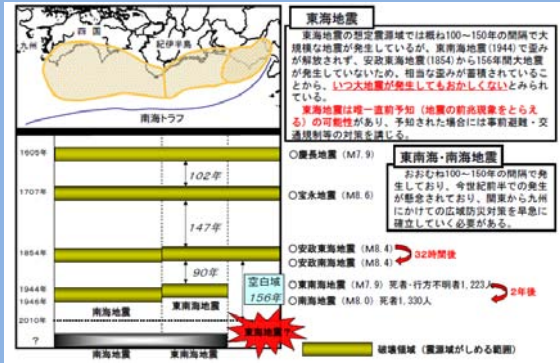 九州
四国
紀伊半島
南海トラフ
東海地震
東海地震の想定震源域では概ね100~150年の間隔で大
規模な地震が発生しているが、東南海地震(1944)で歪み
が解放されず、安政東海地震(1854)から156年間大地震
が発生していないため、相当な歪みが蓄積されているこ
とから、いつ大地震が発生してもおかしくないとみられ
ている。
東海地震は唯一直前予知（地震の前兆現象をとらえ
る）の可能性があり、予知された場合には事前避難・交
通規制等の対策を講じる。
東南海・南海地震
おおむね100~150年の間隔で発
生しており、今世紀前半での発生
が懸念されており、関東から九州
にかけての広域防災対策を早急に
確立していく必要がある。
1605年
○慶長地震（M7.9）
102年
1707年
○宝永地震（M8.6）
147年
1854年
○安政東海地震（M8.4）
○安政南海地震（M8.4）
32時間後
90年
空白域
156年
1944年
1946年
○東南海地震（M7.9）死者・行方不明者1,223人
○南海地震（M8.0）死者1,330人
2年後
南海地震
東南海地震
2010年
東海地震？
?
南海地震
東南海地震
破壊領域（震源域がしめる範囲）